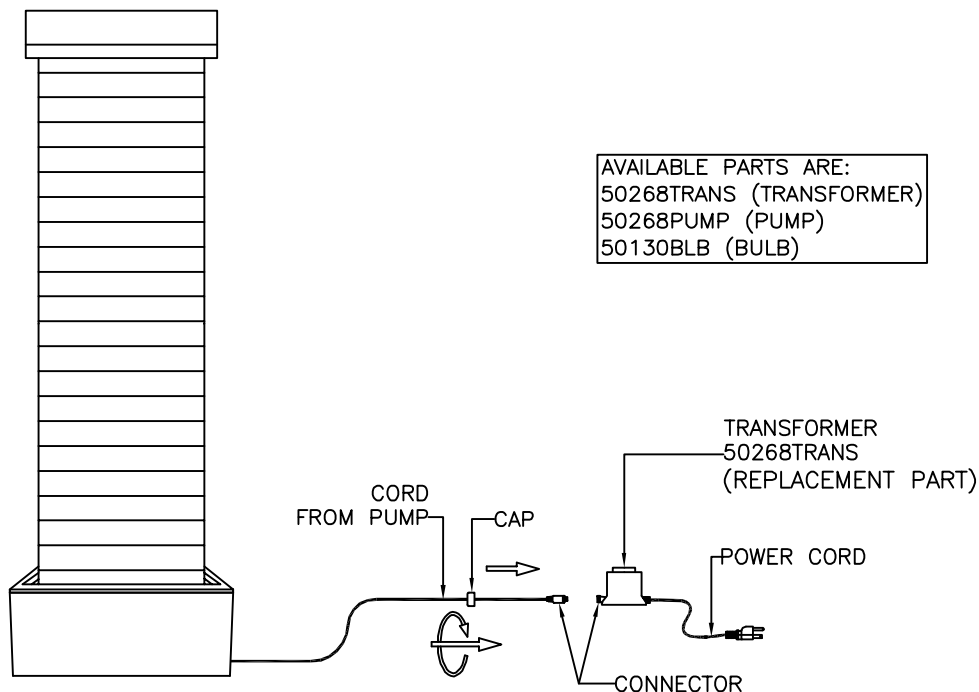 AVAILABLE PARTS ARE:
50268TRANS (TRANSFORMER)
50268PUMP (PUMP)
50130BLB (BULB)
TRANSFORMER
50268TRANS
(REPLACEMENT PART)
CORD
FROM PUMP
CAP
POWER CORD
CONNECTOR